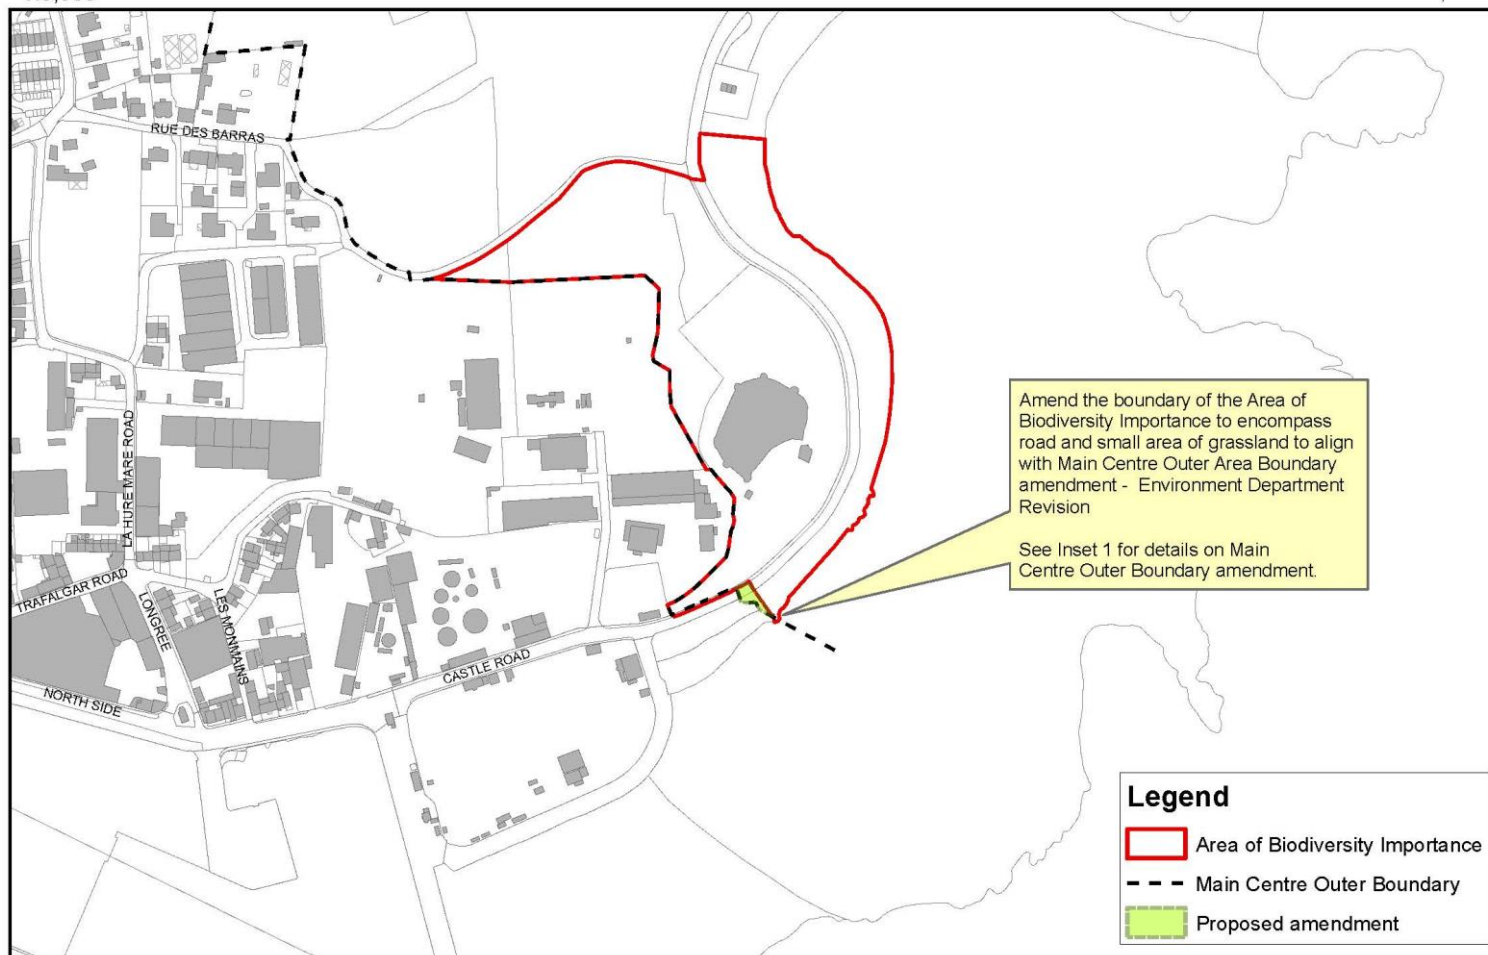 RUE DES BARRAS
LA HURE MARE ROAD
TRAFALGAR ROAD
LONGREE
LES MONMAINS
NORTH SIDE
CASTLE ROAD
Amend the boundary of the Area of
Biodiversity Importance to encompass
road and small area of grassland to align
with Main Centre Outer Area Boundary
amendment - Environment Department
Revision
See Inset 1 for details on Main
Centre Outer Boundary amendment.
Legend
Area of Biodiversity Importance
Main Centre Outer Boundary
Proposed amendment